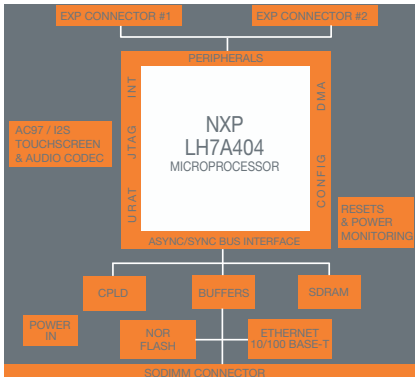 EXP CONNECTOR #1
EXP CONNECTOR #2
PERIPHERALS
INT
DMA
JTAG
URAT
CONFIG
NXP
LH7A404
MICROPROCESSOR
AC97 / I2S
TOUCHSCREEN
& AUDIO CODEC
RESETS
& POWER
MONITORING
ASYNC/SYNC BUS INTERFACE
CPLD
BUFFERS
SDRAM
POWER
IN
NOR
FLASH
ETHERNET
10/100 BASE-T
SODIMM CONNECTOR